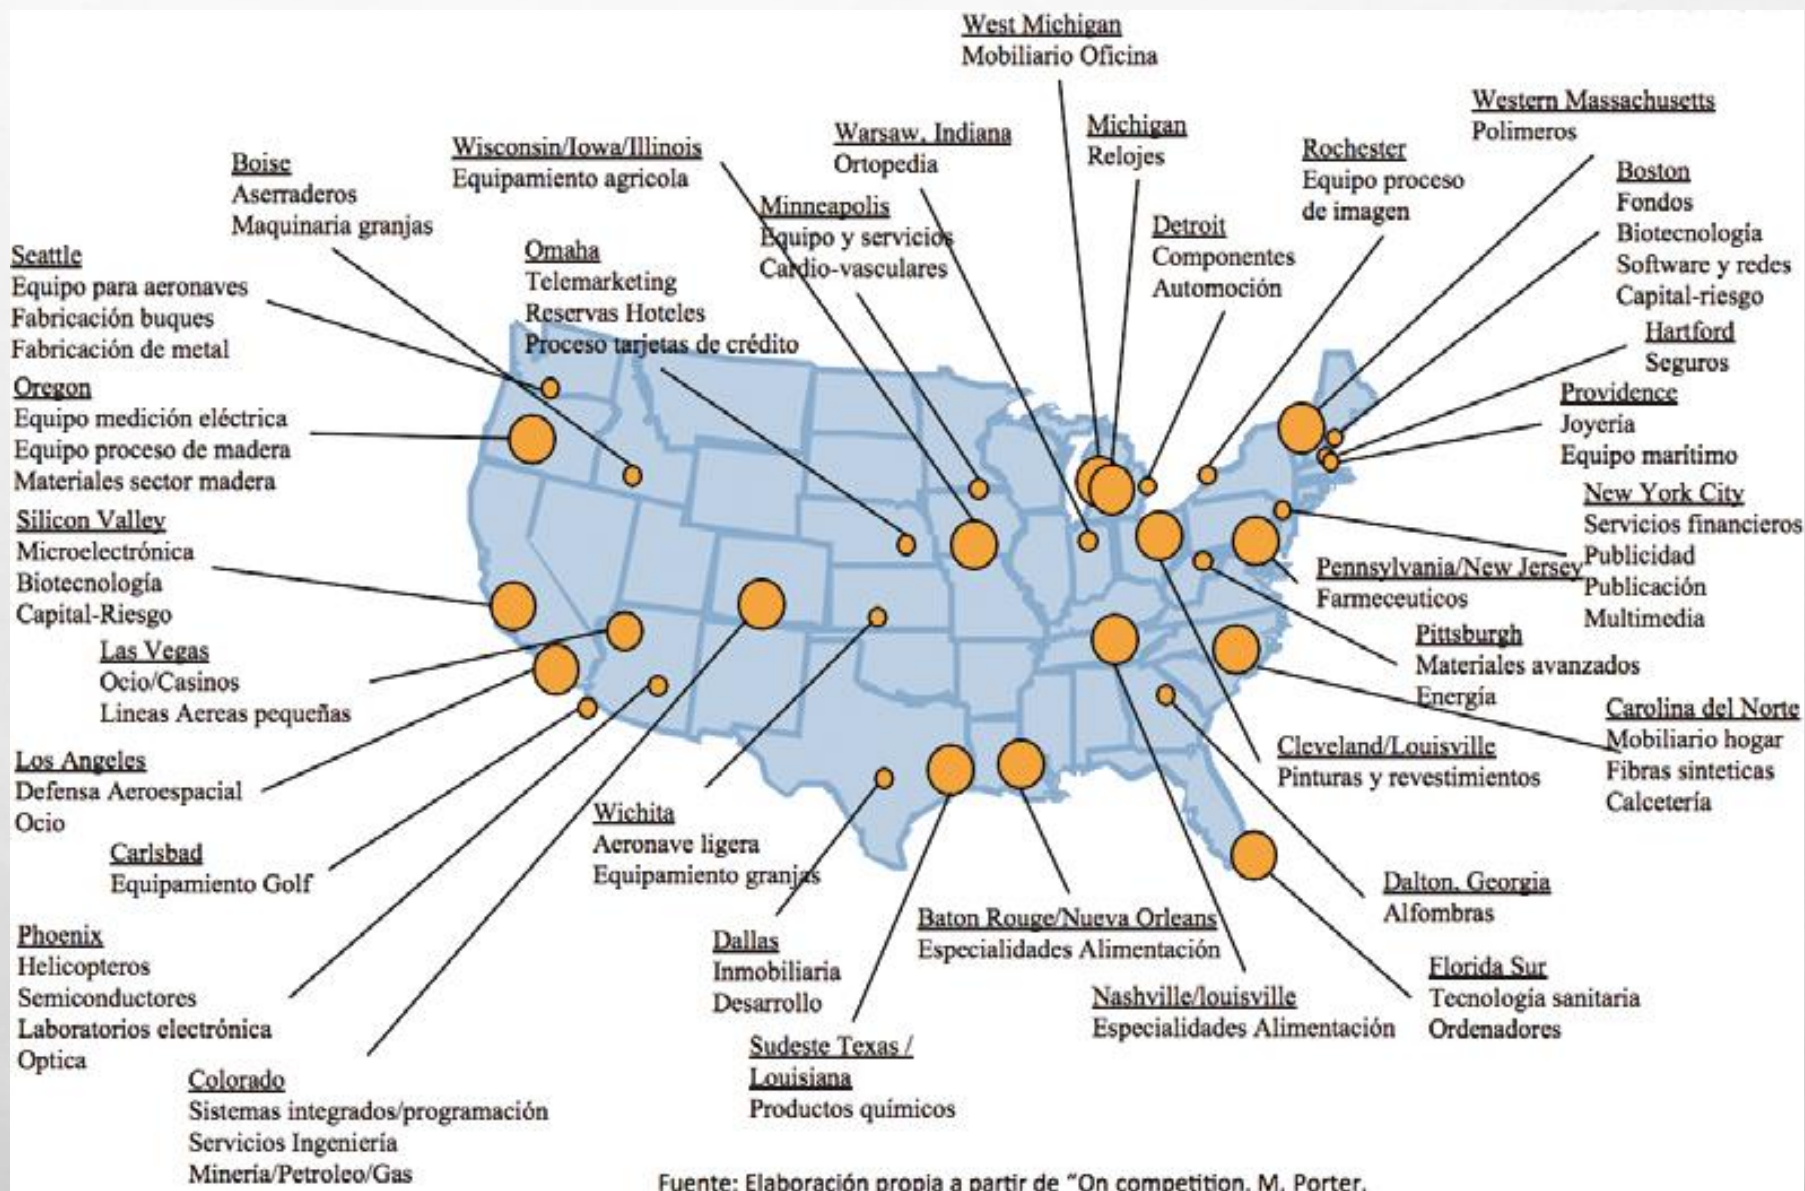 West Michigan
Mobiliario Oficina
Western Massachusetts
Polimeros
Michigan
Relojes
Warsaw, Indiana
Ortopedia
Wisconsin/Iowa/Illinois
Equipamiento agricola
Rochester
Equipo proceso
de imagen
Boise
Aserraderos
Maquinaria granjas
Boston
Fondos
Biotecnología
Software y redes
Capital-riesgo
Minneapolis
Equipo y servicios
Cardio-vasculares
Detroit
Componentes
Automoción
Omaha
Telemarketing
Reservas Hoteles
Proceso tarjetas de crédito
Seattle
Equipo para aeronaves
Fabricación buques
Fabricación de metal
Hartford
Seguros
Oregon
Equipo medición eléctrica
Equipo proceso de madera
Materiales sector madera
Providence
Joyería
Equipo marítimo
New York City
Servicios financieros
Publicidad
Publicación
Multimedia
Silicon Valley
Microelectrónica
Biotecnología
Capital-Riesgo
Pennsylvania/New Jersey
Farmeceuticos
Pittsburgh
Materiales avanzados
Energía
Las Vegas
Ocio/Casinos
Lineas Aereas pequeñas
Carolina del Norte
Mobiliario hogar
Fibras sinteticas
Calcetería
Cleveland/Louisville
Pinturas y revestimientos
Los Angeles
Defensa Aeroespacial
Ocio
Wichita
Aeronave ligera
Equipamiento granjas
Carlsbad
Equipamiento Golf
Dalton, Georgia
Alfombras
Baton Rouge/Nueva Orleans
Especialidades Alimentación
Phoenix
Helicopteros
Semiconductores
Laboratorios electrónica
Optica
Dallas
Inmobiliaria
Desarrollo
Florida Sur
Tecnología sanitaria
Ordenadores
Nashville/louisville
Especialidades Alimentación
Sudeste Texas /
Louisiana
Productos químicos
Colorado
Sistemas integrados/programación
Servicios Ingeniería
Minería/Petroleo/Gas
Fuente: Elaboración propia a partir de "On competition. M. Porter.